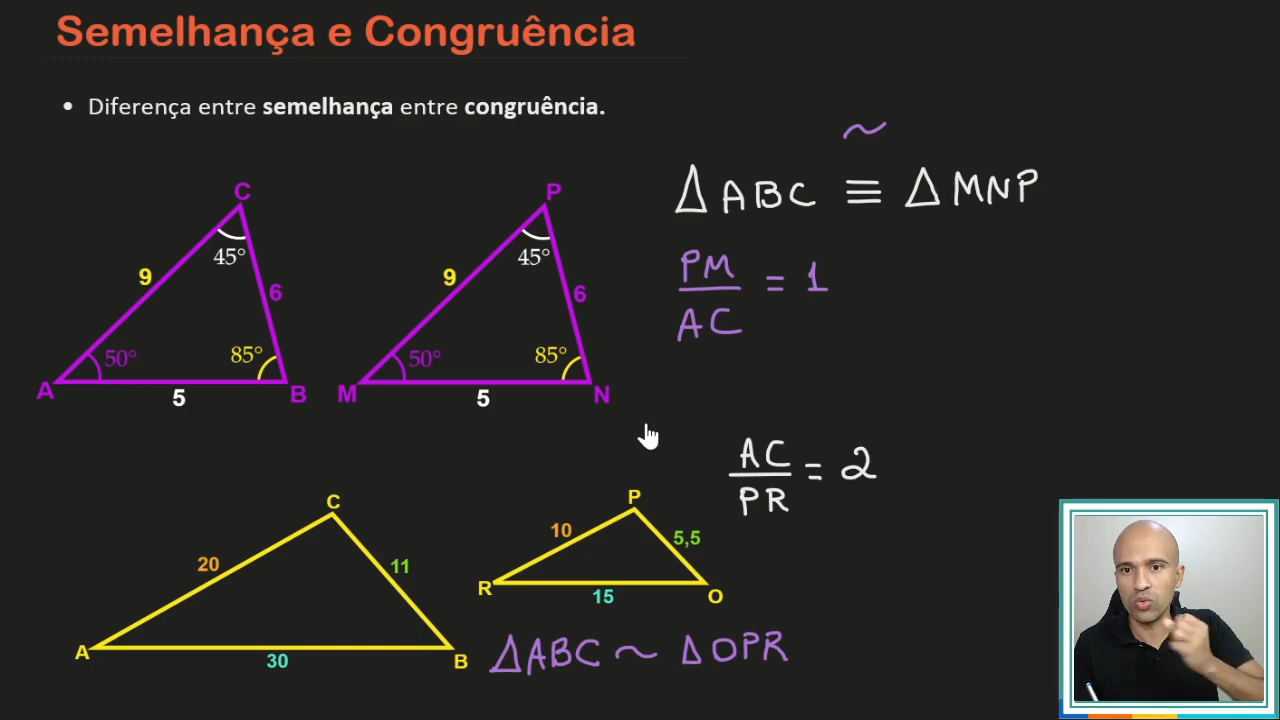 Semelhança e Congruência
• Diferença entre semelhança entre congruência.
~
ΔABC ≡ ΔMNP
C
P
45°
45°
9
6
9
6
PM/AC = 1
50°
85°
50°
85°
A
B
M
N
5
5
AC/PR = 2
C
P
20
11
10
5,5
R
O
15
A
B
30
ΔABC ~ ΔOPR